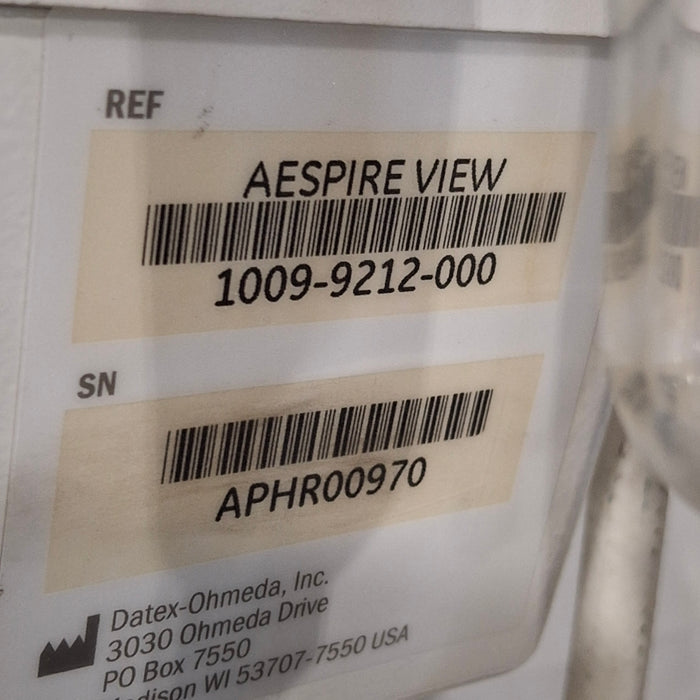 REF
AESPIRE VIEW
1009-9212-000
SN
APHR00970
Datex-Ohmeda, Inc.
3030 Ohmeda Drive
PO Box 7550
WI 53707-7550 USA